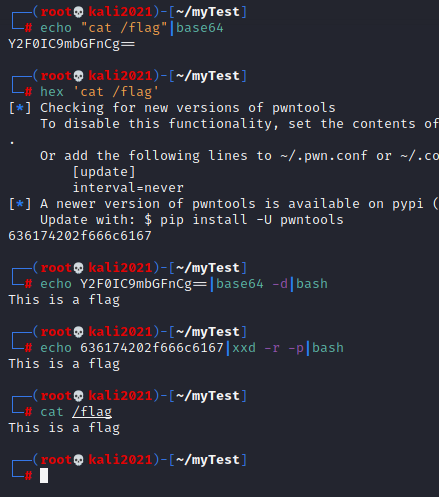 ┌──(root💀kali2021)-[~/myTest]
└─# echo "cat /flag"|base64
Y2F0IC9mbGFnCg==
┌──(root💀kali2021)-[~/myTest]
└─# hex 'cat /flag'
[*] Checking for new versions of pwntools
To disable this functionality, set the contents of
.
Or add the following lines to ~/.pwn.conf or ~/.co
[update]
interval=never
[*] A newer version of pwntools is available on pypi (
Update with: $ pip install -U pwntools
636174202f666c6167
┌──(root💀kali2021)-[~/myTest]
└─# echo Y2F0IC9mbGFnCg==|base64 -d|bash
This is a flag
┌──(root💀kali2021)-[~/myTest]
└─# echo 636174202f666c6167|xxd -r -p|bash
This is a flag
┌──(root💀kali2021)-[~/myTest]
└─# cat /flag
This is a flag
┌──(root💀kali2021)-[~/myTest]
└─#